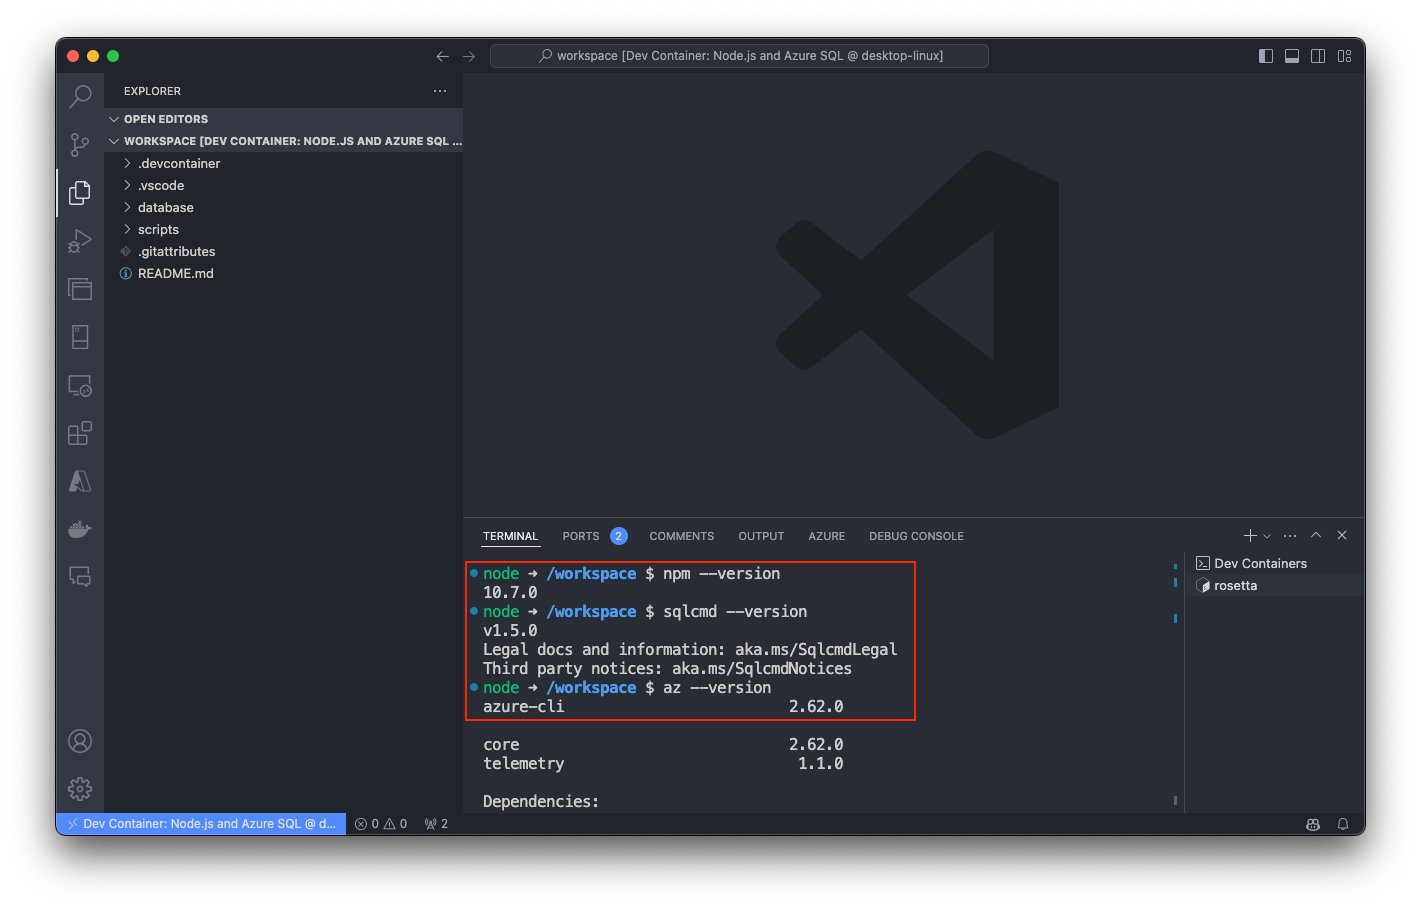 workspace [Dev Container: Node.js and Azure SQL @ desktop-linux]
EXPLORER
OPEN EDITORS
WORKSPACE [DEV CONTAINER: NODE.JS AND AZURE SQL ...
.devcontainer
.vscode
database
scripts
.gitattributes
README.md
TERMINAL PORTS 2 COMMENTS OUTPUT AZURE DEBUG CONSOLE
node ➜ /workspace $ npm --version
10.7.0
node ➜ /workspace $ sqlcmd --version
v1.5.0
Legal docs and information: aka.ms/SqlcmdLegal
Third party notices: aka.ms/SqlcmdNotices
node ➜ /workspace $ az --version
azure-cli 2.62.0
core 2.62.0
telemetry 1.1.0
Dependencies:
Dev Containers
rosetta
Dev Container: Node.js and Azure SQL @ d... 0 0 2